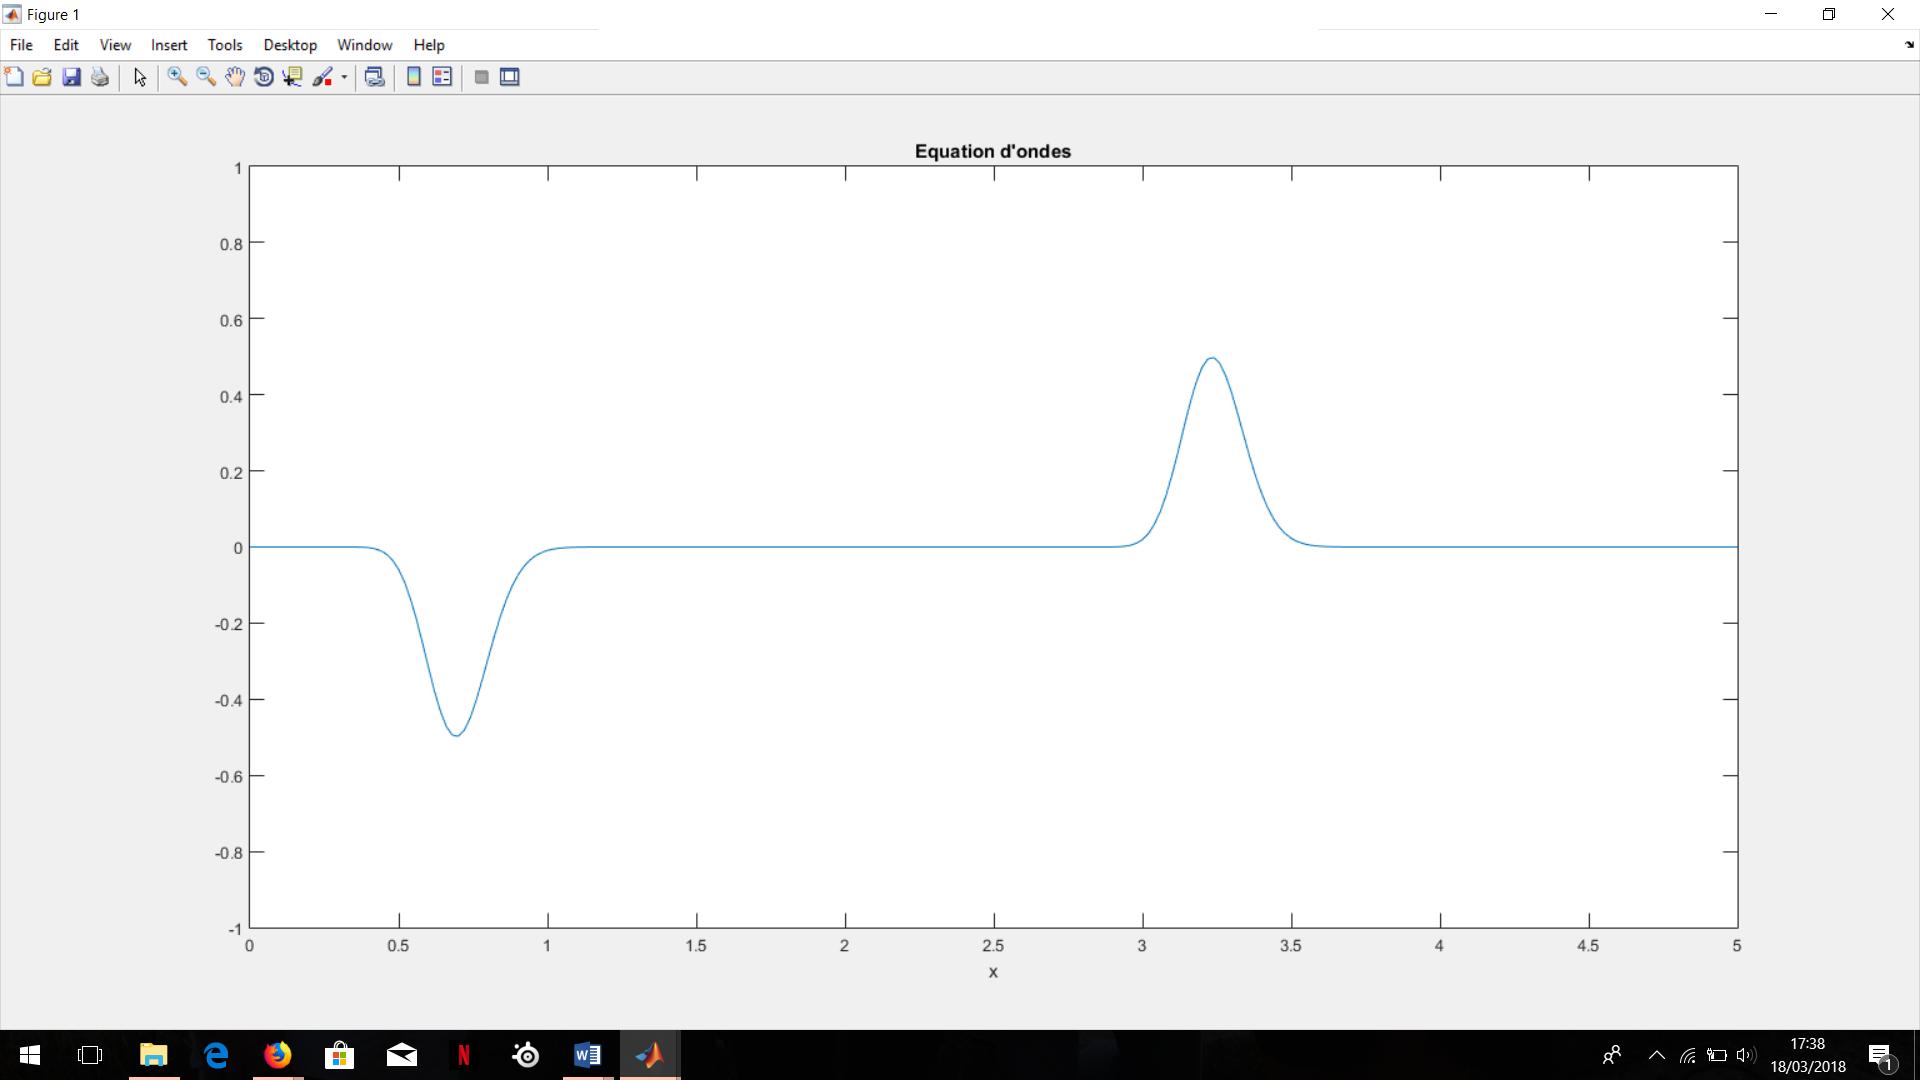 Figure 1
File Edit View Insert Tools Desktop Window Help
Equation d'ondes
1
0.8
0.6
0.4
0.2
0
-0.2
-0.4
-0.6
-0.8
-1
0 0.5 1 1.5 2 2.5 3 3.5 4 4.5 5
x
17:38
18/03/2018
1